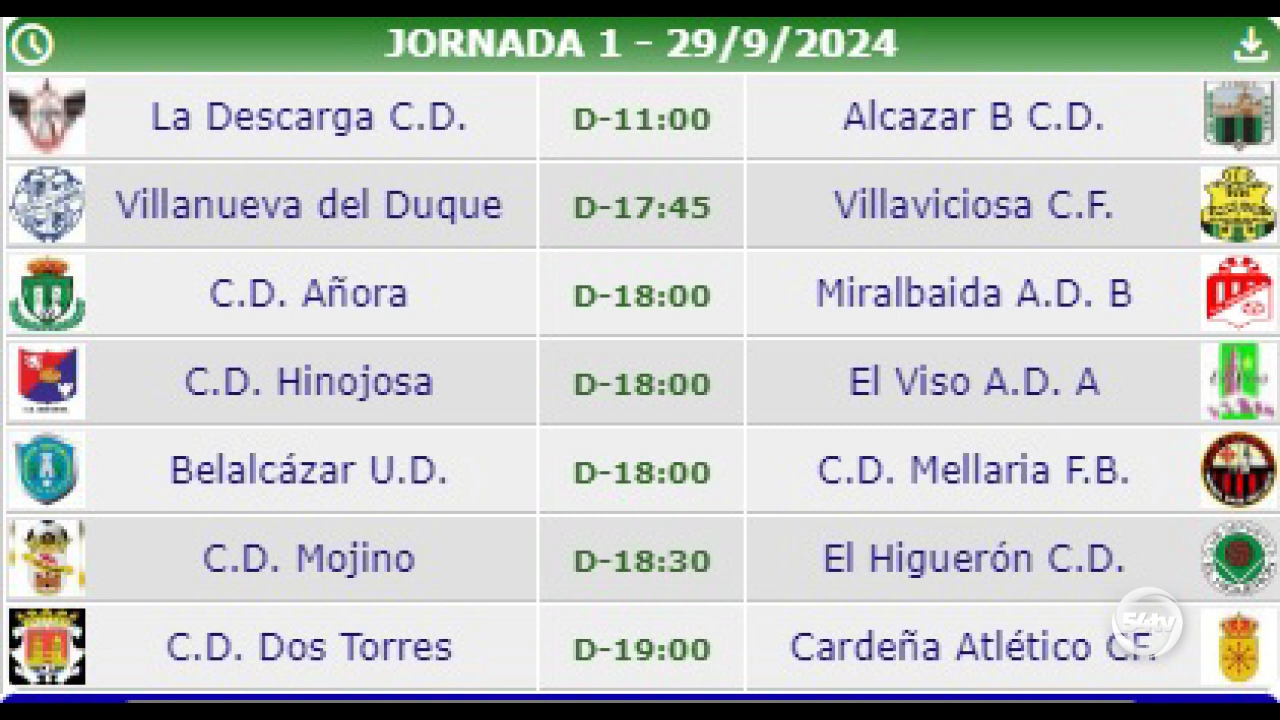 JORNADA 1 - 29/9/2024
La Descarga C.D. D-11:00 Alcazar B C.D.
Villanueva del Duque D-17:45 Villaviciosa C.F.
C.D. Añora D-18:00 Miralbaida A.D. B
C.D. Hinojosa D-18:00 El Viso A.D. A
Belalcázar U.D. D-18:00 C.D. Mellaria F.B.
C.D. Mojino D-18:30 El Higuerón C.D.
C.D. Dos Torres D-19:00 Cardeña Atlético CF.
54tv